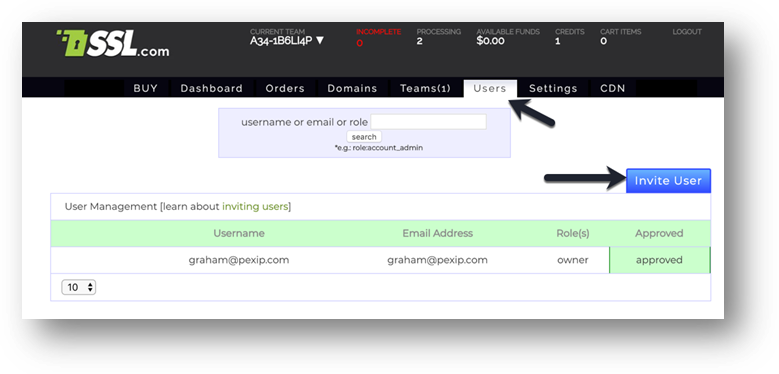 SSL.com
CURRENT TEAM INCOMPLETE PROCESSING AVAILABLE FUNDS CREDITS CART ITEMS LOGOUT
A34-1B6LI4P ▼ 0 2 $0.00 1 0
BUY Dashboard Orders Domains Teams(1) Users Settings CDN
username or email or role
search
*e.g.: role:account_admin
Invite User
User Management [learn about inviting users]
Username Email Address Role(s) Approved
graham@pexip.com graham@pexip.com owner approved
10